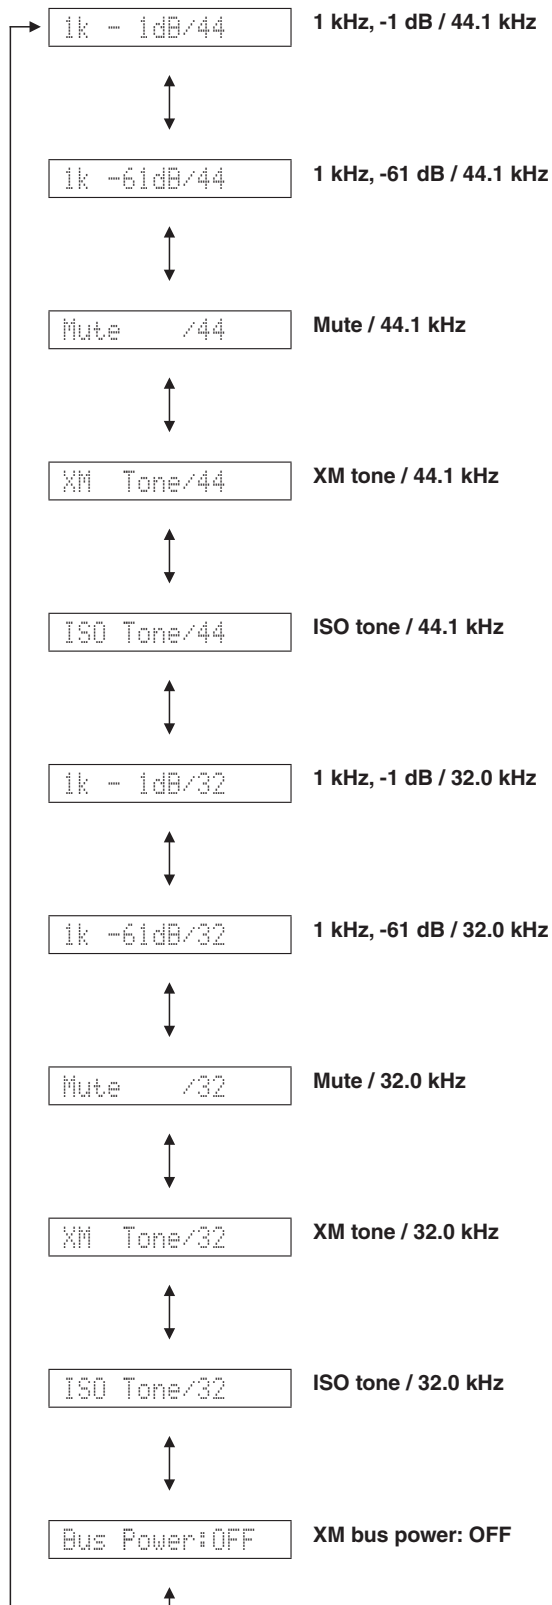 1k - 1dB/44 1 kHz, -1 dB / 44.1 kHz
1k -61dB/44 1 kHz, -61 dB / 44.1 kHz
Mute /44 Mute / 44.1 kHz
XM Tone/44 XM tone / 44.1 kHz
ISO Tone/44 ISO tone / 44.1 kHz
1k - 1dB/32 1 kHz, -1 dB / 32.0 kHz
1k -61dB/32 1 kHz, -61 dB / 32.0 kHz
Mute /32 Mute / 32.0 kHz
XM Tone/32 XM tone / 32.0 kHz
ISO Tone/32 ISO tone / 32.0 kHz
Bus Power:OFF XM bus power: OFF